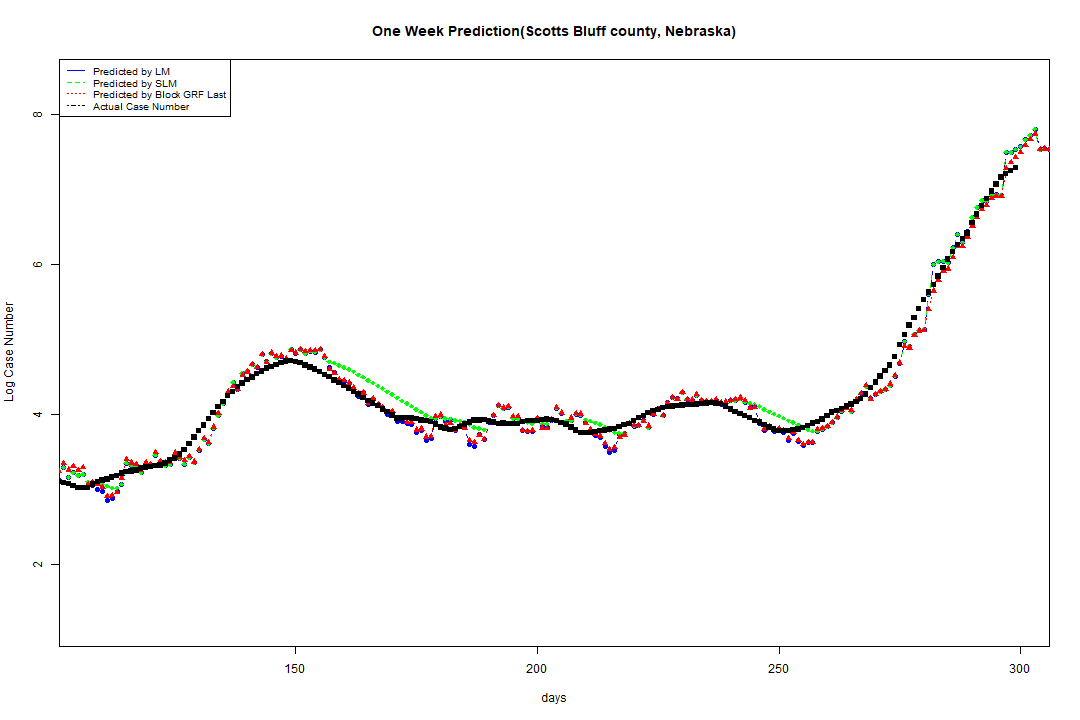 One Week Prediction(Scotts Bluff county, Nebraska)
Predicted by LM
Predicted by SLM
Predicted by Block GRF Last
Actual Case Number
8
6
4
2
Log Case Number
150 200 250 300
days